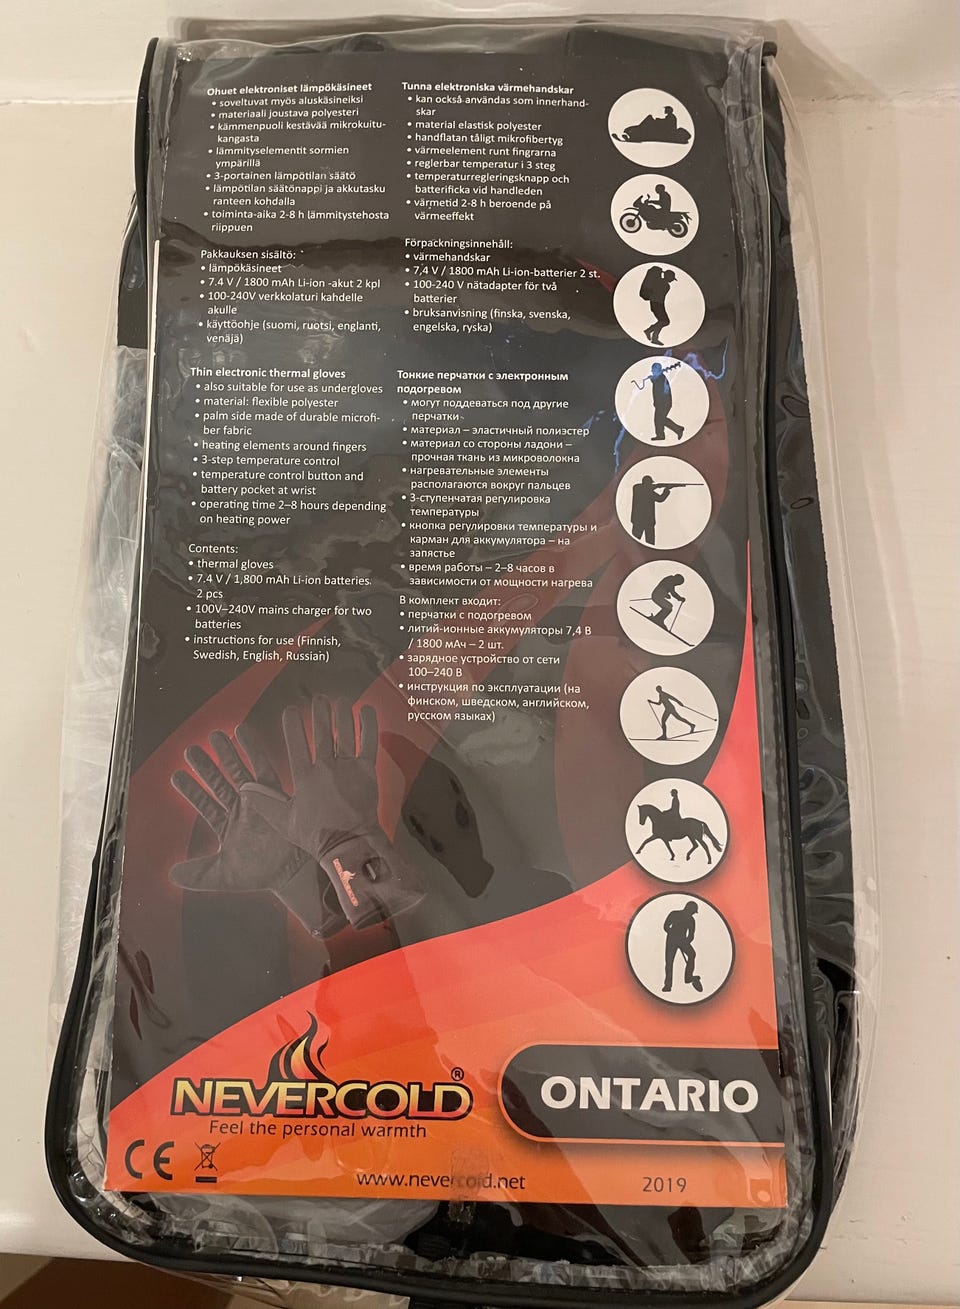 Ohuet elektroniset lämpökäsineet
• soveltuvat myös aluskäsineiksi
• materiaali joustava polyesteri
• kämmenpuoli kestävää mikrokuitu-
kangasta
• lämmityselementit sormien
ympärillä
• 3-portainen lämpötilan säätö
• lämpötilan säätönappi ja akkutasku
ranteen kohdalla
• toiminta-aika 2-8 h lämmitystehosta
riippuen
Pakkauksen sisältö:
• lämpökäsineet
• 7.4 V / 1800 mAh Li-ion -akut 2 kpl
• 100-240V verkkolaturi kahdelle
akulle
• käyttöohje (suomi, ruotsi, englanti,
venäjä)
Tunna elektroniska värmehandskar
• kan också användas som innerhand-
skar
• material elastisk polyester
• handflatan tåligt mikrofibertyg
• värmeelement runt fingrarna
• reglerbar temperatur i 3 steg
• temperaturregleringsknapp och
batterificka vid handleden
• värmetid 2-8 h beroende på
värmeeffekt
Förpackningsinnehåll:
• värmehandskar
• 7,4 V / 1800 mAh Li-ion-batterier 2 st.
• 100-240 V nätadapter för två
batterier
• bruksanvisning (finska, svenska,
engelska, ryska)
Thin electronic thermal gloves
• also suitable for use as undergloves
• material: flexible polyester
• palm side made of durable microfi-
ber fabric
• heating elements around fingers
• 3-step temperature control
• temperature control button and
battery pocket at wrist
• operating time 2–8 hours depending
on heating power
Contents:
• thermal gloves
• 7.4 V / 1,800 mAh Li-ion batteries,
2 pcs
• 100V–240V mains charger for two
batteries
• instructions for use (Finnish,
Swedish, English, Russian)
Тонкие перчатки с электронным
подогревом
• могут поддеваться под другие
перчатки
• материал – эластичный полиэстер
• материал со стороны ладони –
прочная ткань из микроволокна
• нагревательные элементы
располагаются вокруг пальцев
• 3-ступенчатая регулировка
температуры
• кнопка регулировки температуры и
карман для аккумулятора – на
запястье
• время работы – 2–8 часов в
зависимости от мощности нагрева
В комплект входит:
• перчатки с подогревом
• литий-ионные аккумуляторы 7,4 В
/ 1800 мАч – 2 шт.
• зарядное устройство от сети
100–240 В
• инструкция по эксплуатации (на
финском, шведском, английском,
русском языках)
NEVERCOLD®
Feel the personal warmth
ONTARIO
CE
www.nevercold.net
2019